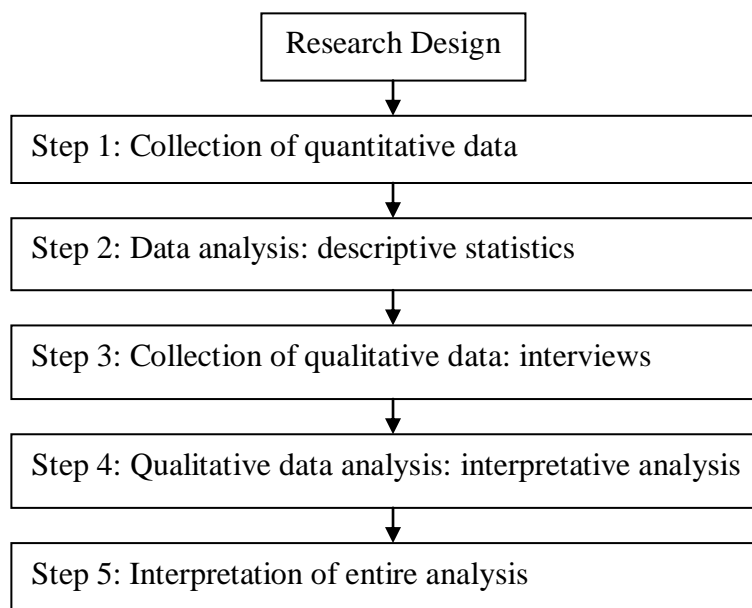 Research Design
Step 1: Collection of quantitative data
Step 2: Data analysis: descriptive statistics
Step 3: Collection of qualitative data: interviews
Step 4: Qualitative data analysis: interpretative analysis
Step 5: Interpretation of entire analysis